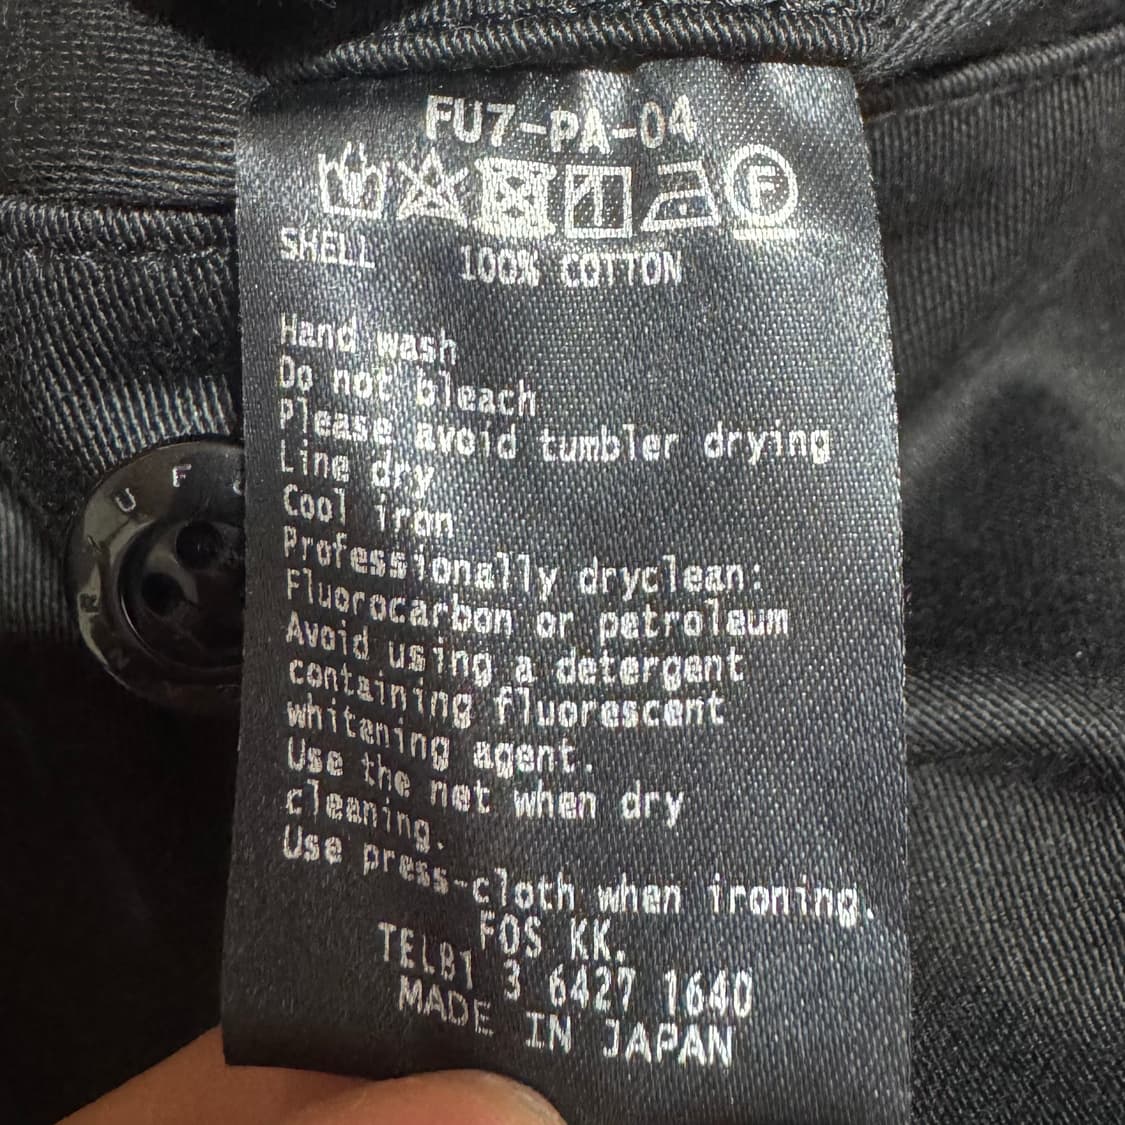 FU7-PA-04
F
SHELL 100% COTTON
Hand wash
Do not bleach
Please avoid tumbler drying
Line dry
Cool iron
Professionally dryclean:
Fluorocarbon or petroleum
Avoid using a detergent
containing fluorescent
whitening agent.
Use the net when dry
cleaning.
Use press-cloth when ironing.
FOS KK.
TEL81 3 6427 1640
MADE IN JAPAN